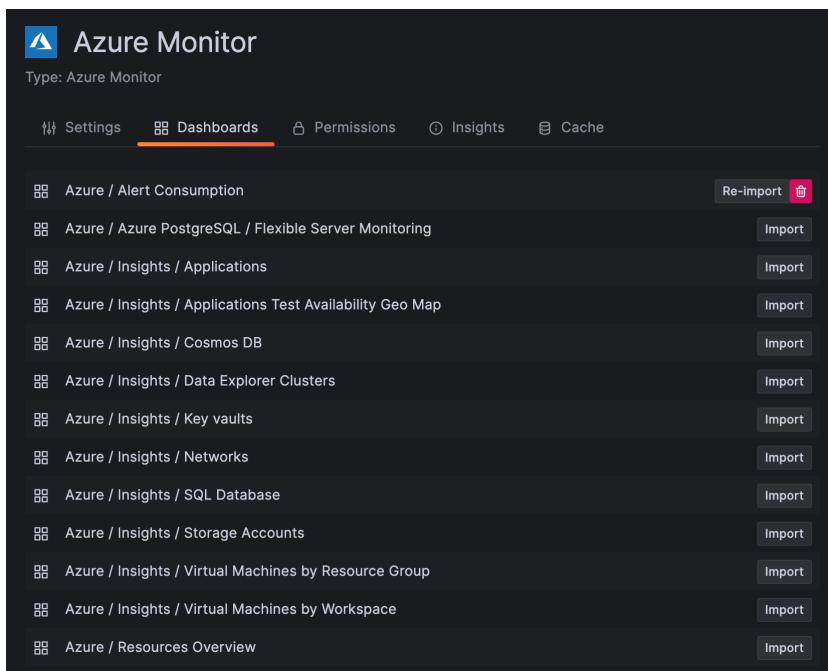 Azure Monitor
Type: Azure Monitor
Settings Dashboards Permissions Insights Cache
Azure / Alert Consumption Re-import
Azure / Azure PostgreSQL / Flexible Server Monitoring Import
Azure / Insights / Applications Import
Azure / Insights / Applications Test Availability Geo Map Import
Azure / Insights / Cosmos DB Import
Azure / Insights / Data Explorer Clusters Import
Azure / Insights / Key vaults Import
Azure / Insights / Networks Import
Azure / Insights / SQL Database Import
Azure / Insights / Storage Accounts Import
Azure / Insights / Virtual Machines by Resource Group Import
Azure / Insights / Virtual Machines by Workspace Import
Azure / Resources Overview Import